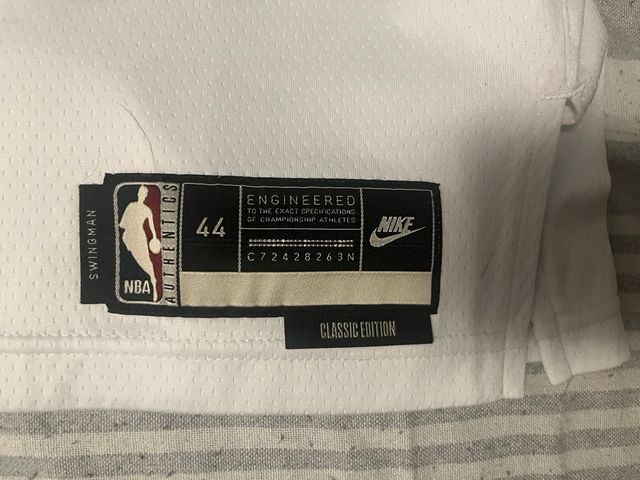 SWINGMAN
NBA
AUTHENTICS
44
ENGINEERED
TO THE EXACT SPECIFICATIONS
OF CHAMPIONSHIP ATHLETES
C72428263N
NIKE
CLASSIC EDITION